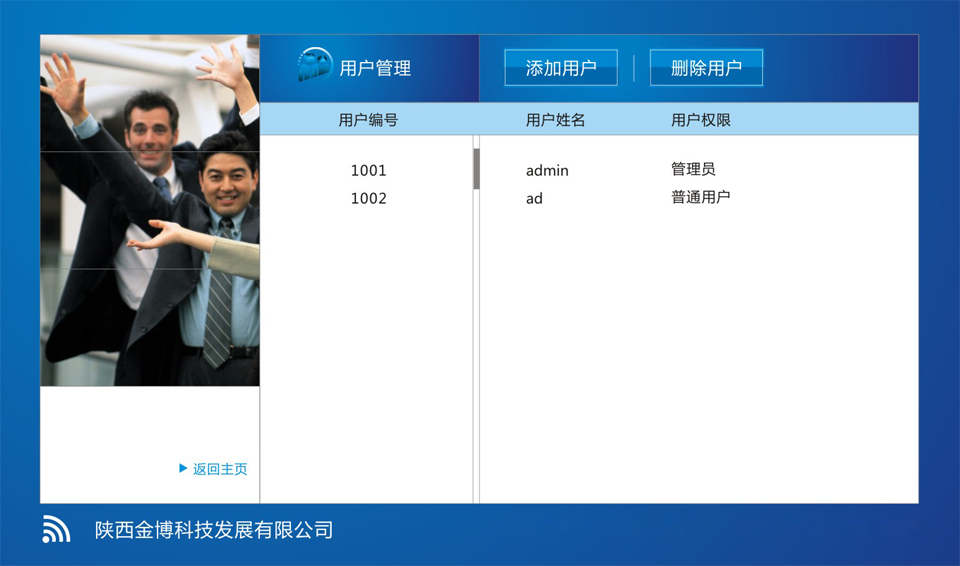 用户管理
添加用户
删除用户
用户编号 用户姓名 用户权限
1001 admin 管理员
1002 ad 普通用户
返回主页
陕西金博科技发展有限公司